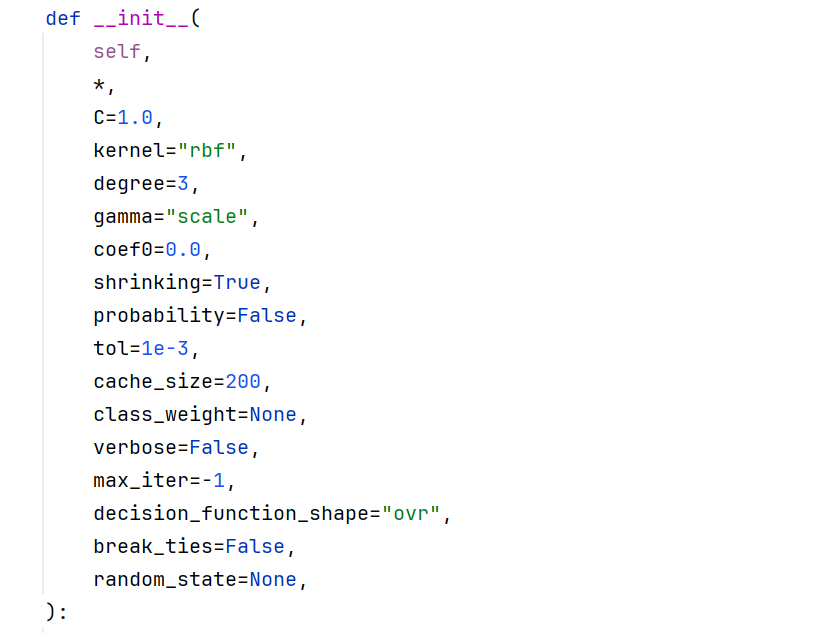 def __init__(
    self,
    *,
    C=1.0,
    kernel="rbf",
    degree=3,
    gamma="scale",
    coef0=0.0,
    shrinking=True,
    probability=False,
    tol=1e-3,
    cache_size=200,
    class_weight=None,
    verbose=False,
    max_iter=-1,
    decision_function_shape="ovr",
    break_ties=False,
    random_state=None,
):